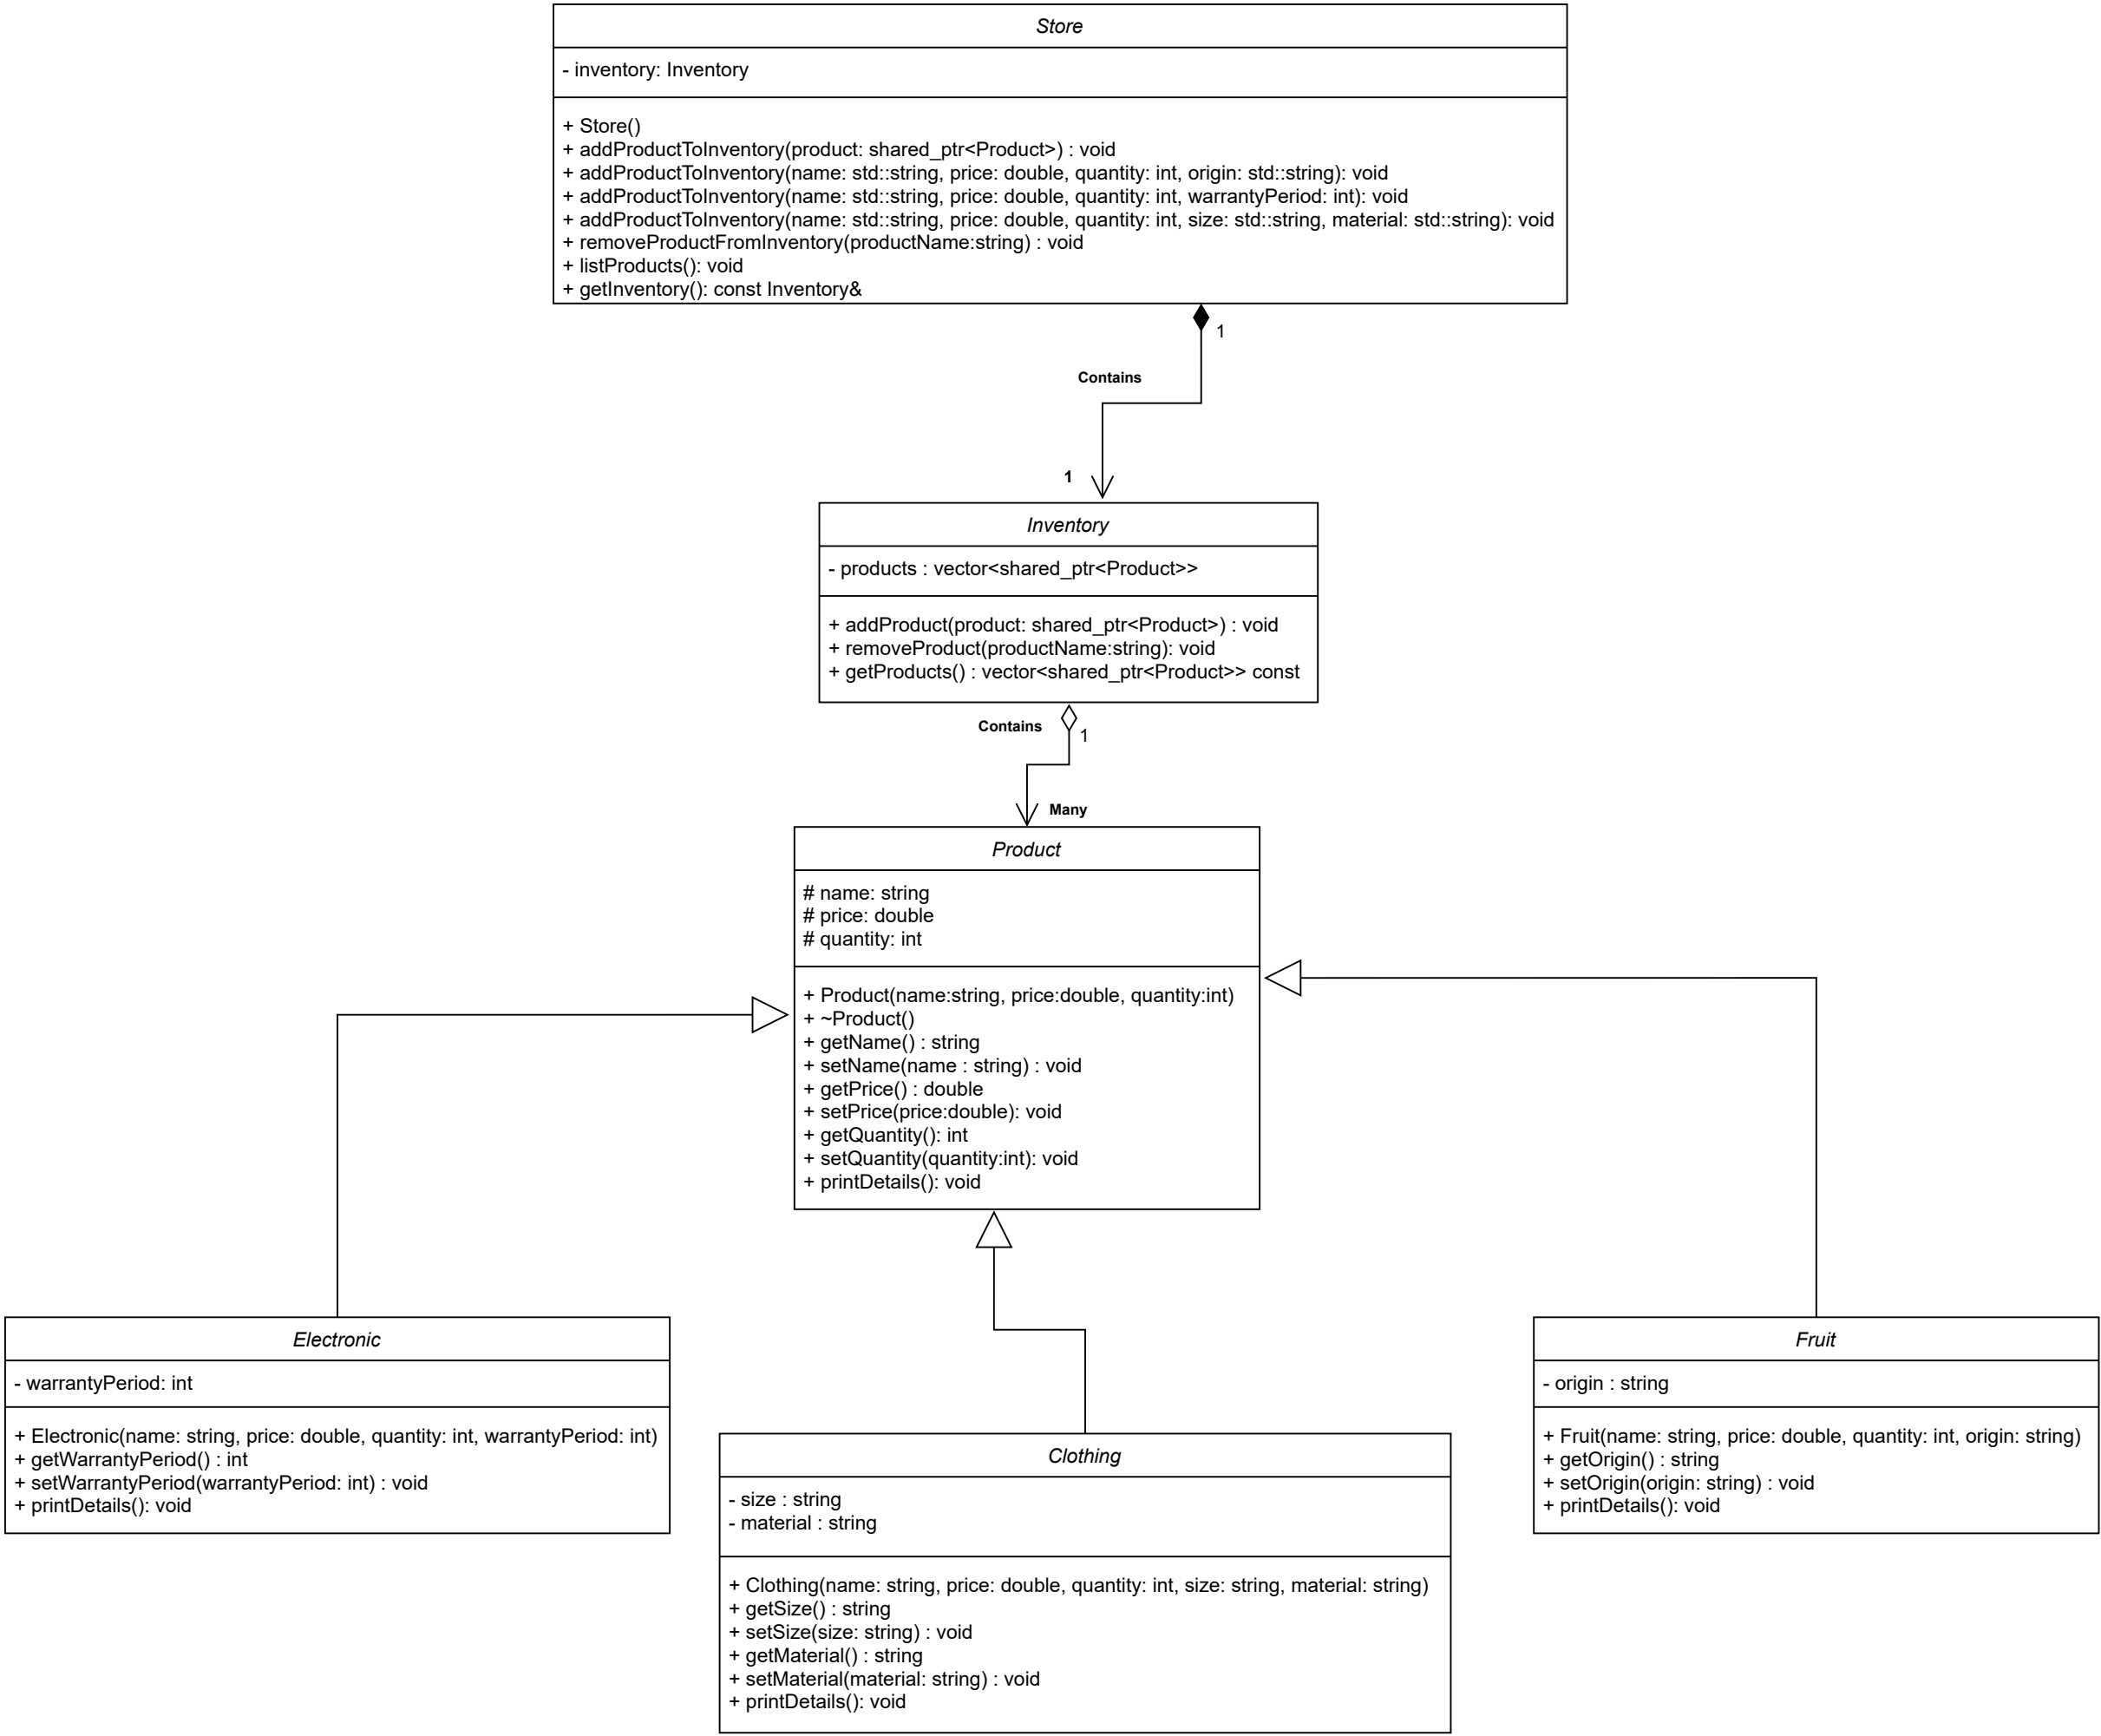 Store
- inventory: Inventory
+ Store()
+ addProductToInventory(product: shared_ptr<Product>) : void
+ addProductToInventory(name: std::string, price: double, quantity: int, origin: std::string): void
+ addProductToInventory(name: std::string, price: double, quantity: int, warrantyPeriod: int): void
+ addProductToInventory(name: std::string, price: double, quantity: int, size: std::string, material: std::string): void
+ removeProductFromInventory(productName:string) : void
+ listProducts(): void
+ getInventory(): const Inventory&
1
Contains
1
Inventory
- products : vector<shared_ptr<Product>>
+ addProduct(product: shared_ptr<Product>) : void
+ removeProduct(productName:string): void
+ getProducts() : vector<shared_ptr<Product>> const
Contains
1
Many
Product
# name: string
# price: double
# quantity: int
+ Product(name:string, price:double, quantity:int)
+ ~Product()
+ getName() : string
+ setName(name : string) : void
+ getPrice() : double
+ setPrice(price:double): void
+ getQuantity(): int
+ setQuantity(quantity:int): void
+ printDetails(): void
Electronic
- warrantyPeriod: int
+ Electronic(name: string, price: double, quantity: int, warrantyPeriod: int)
+ getWarrantyPeriod() : int
+ setWarrantyPeriod(warrantyPeriod: int) : void
+ printDetails(): void
Clothing
- size : string
- material : string
+ Clothing(name: string, price: double, quantity: int, size: string, material: string)
+ getSize() : string
+ setSize(size: string) : void
+ getMaterial() : string
+ setMaterial(material: string) : void
+ printDetails(): void
Fruit
- origin : string
+ Fruit(name: string, price: double, quantity: int, origin: string)
+ getOrigin() : string
+ setOrigin(origin: string) : void
+ printDetails(): void